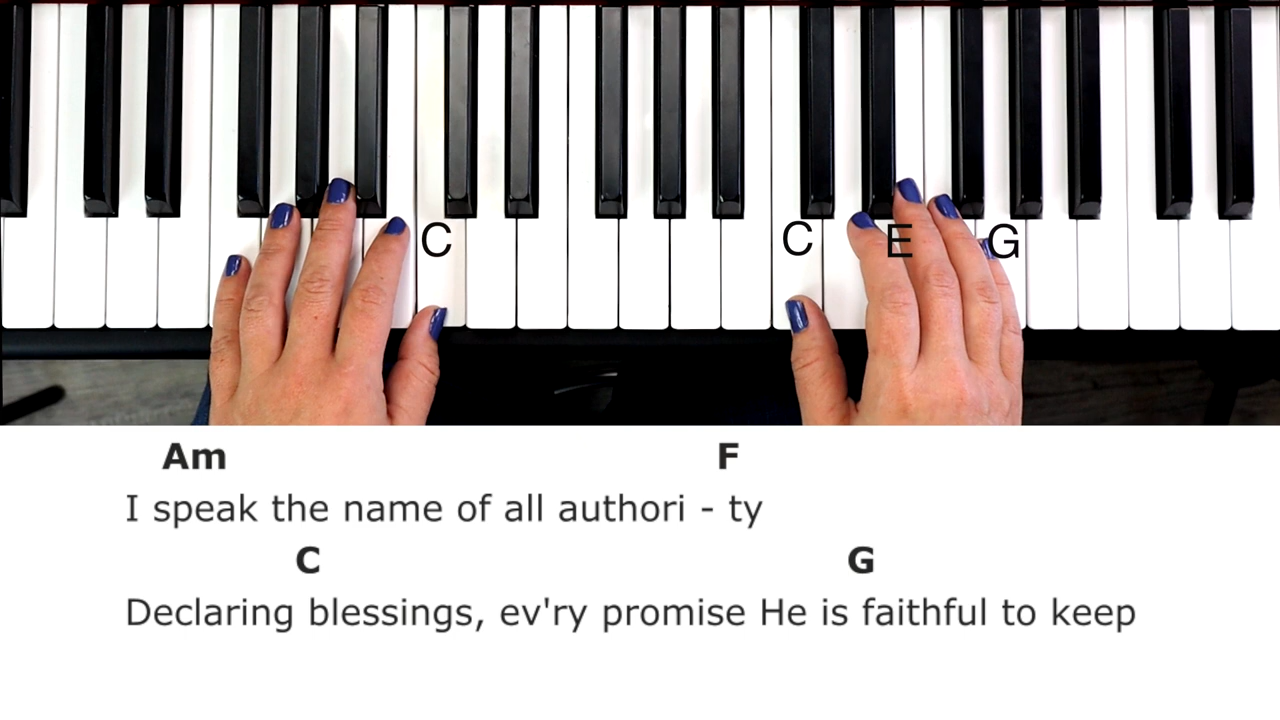 C C E G
Am F
I speak the name of all authori - ty
C G
Declaring blessings, ev'ry promise He is faithful to keep